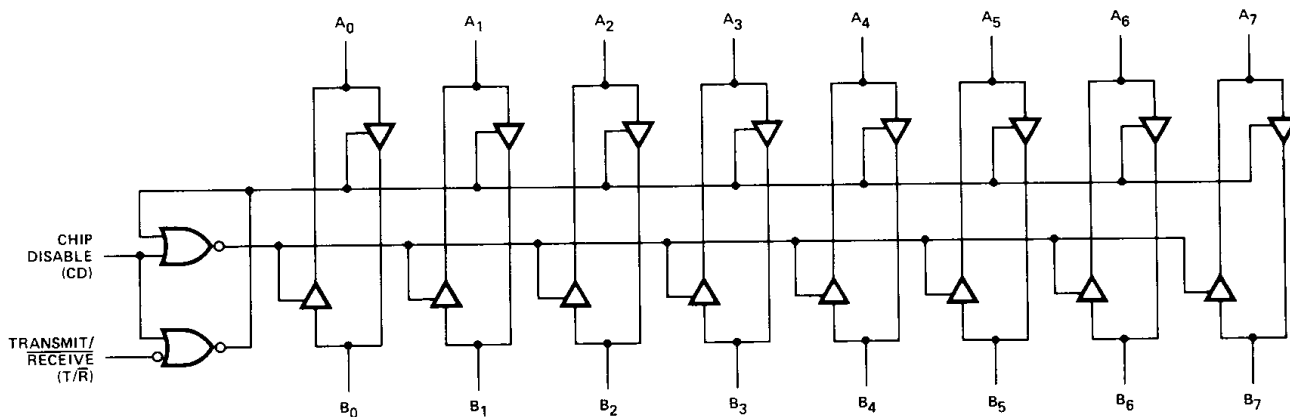 A0 A1 A2 A3 A4 A5 A6 A7
CHIP
DISABLE
(CD)
TRANSMIT/
RECEIVE
(T/R̅)
B0 B1 B2 B3 B4 B5 B6 B7